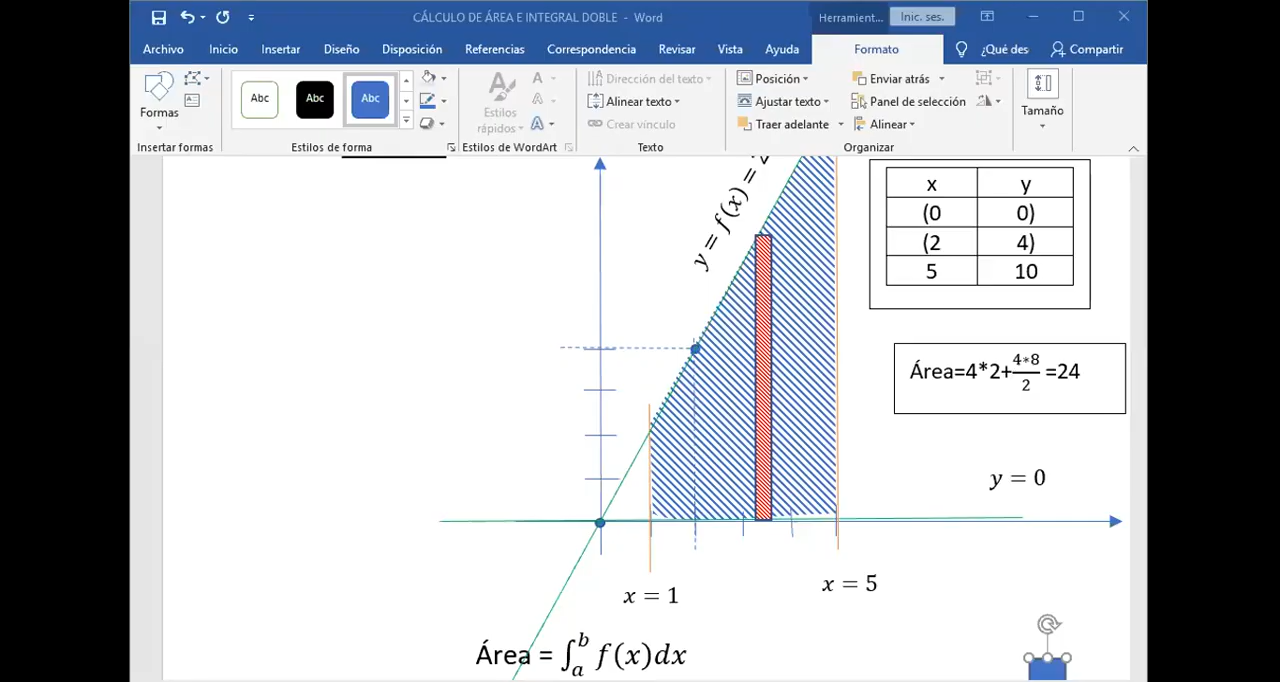 CÁLCULO DE ÁREA E INTEGRAL DOBLE - Word
Herramient... Inic. ses.
Archivo Inicio Insertar Diseño Disposición Referencias Correspondencia Revisar Vista Ayuda Formato ¿Qué des Compartir
Formas
Abc Abc Abc
Estilos rápidos
Dirección del texto
Alinear texto
Crear vínculo
Posición
Ajustar texto
Traer adelante
Enviar atrás
Panel de selección
Alinear
Tamaño
Insertar formas Estilos de forma Estilos de WordArt Texto Organizar
y = f(x) = 2
x y
(0 0)
(2 4)
5 10
Área=4*2+4*8/2 =24
y = 0
x = 1
x = 5
Área = ∫ₐᵇ f(x)dx